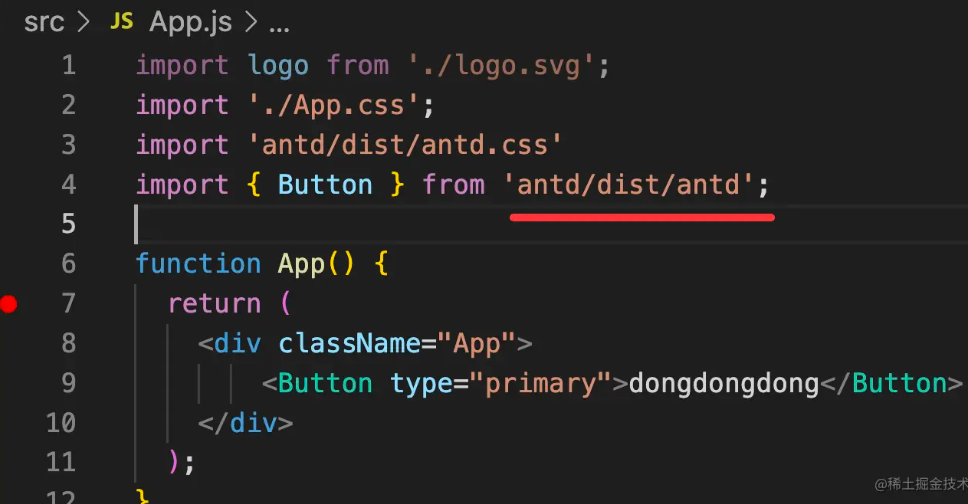 src > JS App.js > ...
1 import logo from './logo.svg';
2 import './App.css';
3 import 'antd/dist/antd.css'
4 import { Button } from 'antd/dist/antd';
5
6 function App() {
7   return (
8     <div className="App">
9         <Button type="primary">dongdongdong</Button>
10     </div>
11   );
12 }
@稀土掘金技术